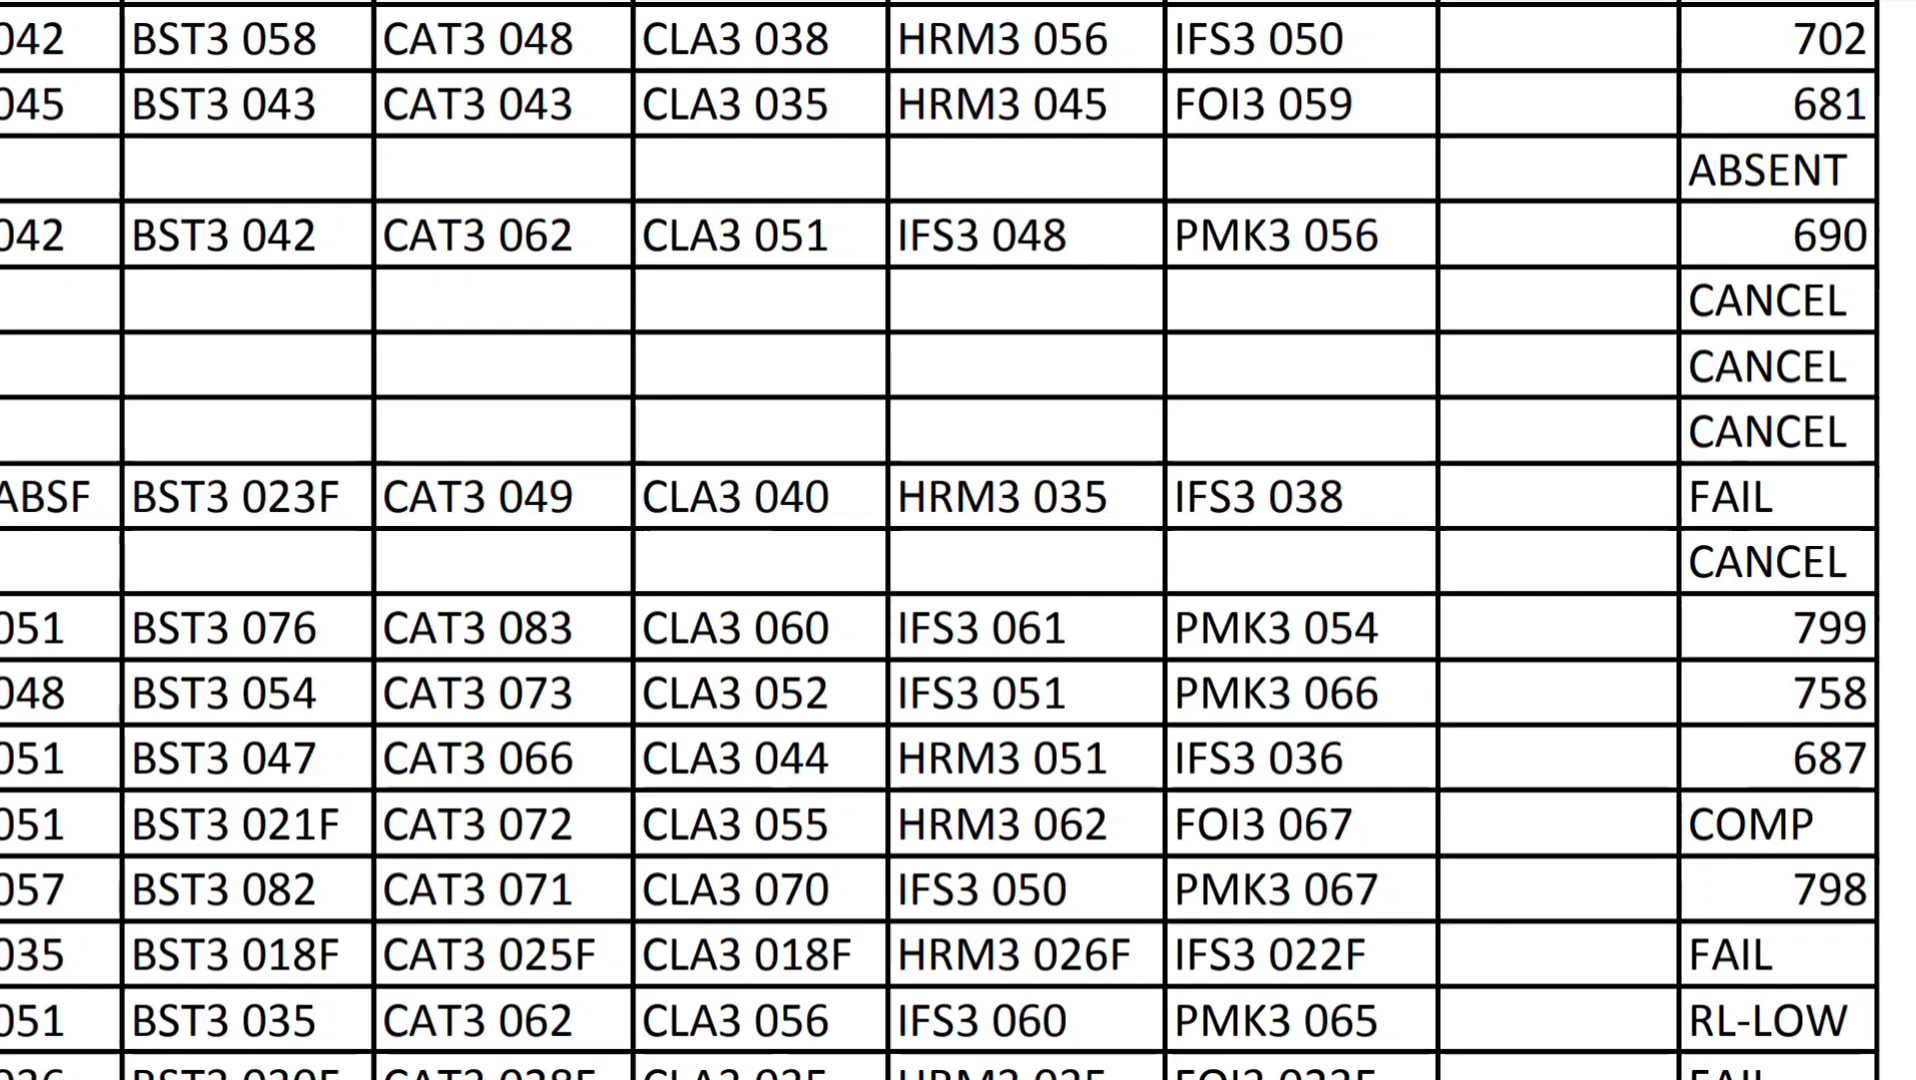 042 BST3 058 CAT3 048 CLA3 038 HRM3 056 IFS3 050 702
045 BST3 043 CAT3 043 CLA3 035 HRM3 045 FOI3 059 681
ABSENT
042 BST3 042 CAT3 062 CLA3 051 IFS3 048 PMK3 056 690
CANCEL
CANCEL
CANCEL
ABSF BST3 023F CAT3 049 CLA3 040 HRM3 035 IFS3 038 FAIL
CANCEL
051 BST3 076 CAT3 083 CLA3 060 IFS3 061 PMK3 054 799
048 BST3 054 CAT3 073 CLA3 052 IFS3 051 PMK3 066 758
051 BST3 047 CAT3 066 CLA3 044 HRM3 051 IFS3 036 687
051 BST3 021F CAT3 072 CLA3 055 HRM3 062 FOI3 067 COMP
057 BST3 082 CAT3 071 CLA3 070 IFS3 050 PMK3 067 798
035 BST3 018F CAT3 025F CLA3 018F HRM3 026F IFS3 022F FAIL
051 BST3 035 CAT3 062 CLA3 056 IFS3 060 PMK3 065 RL-LOW